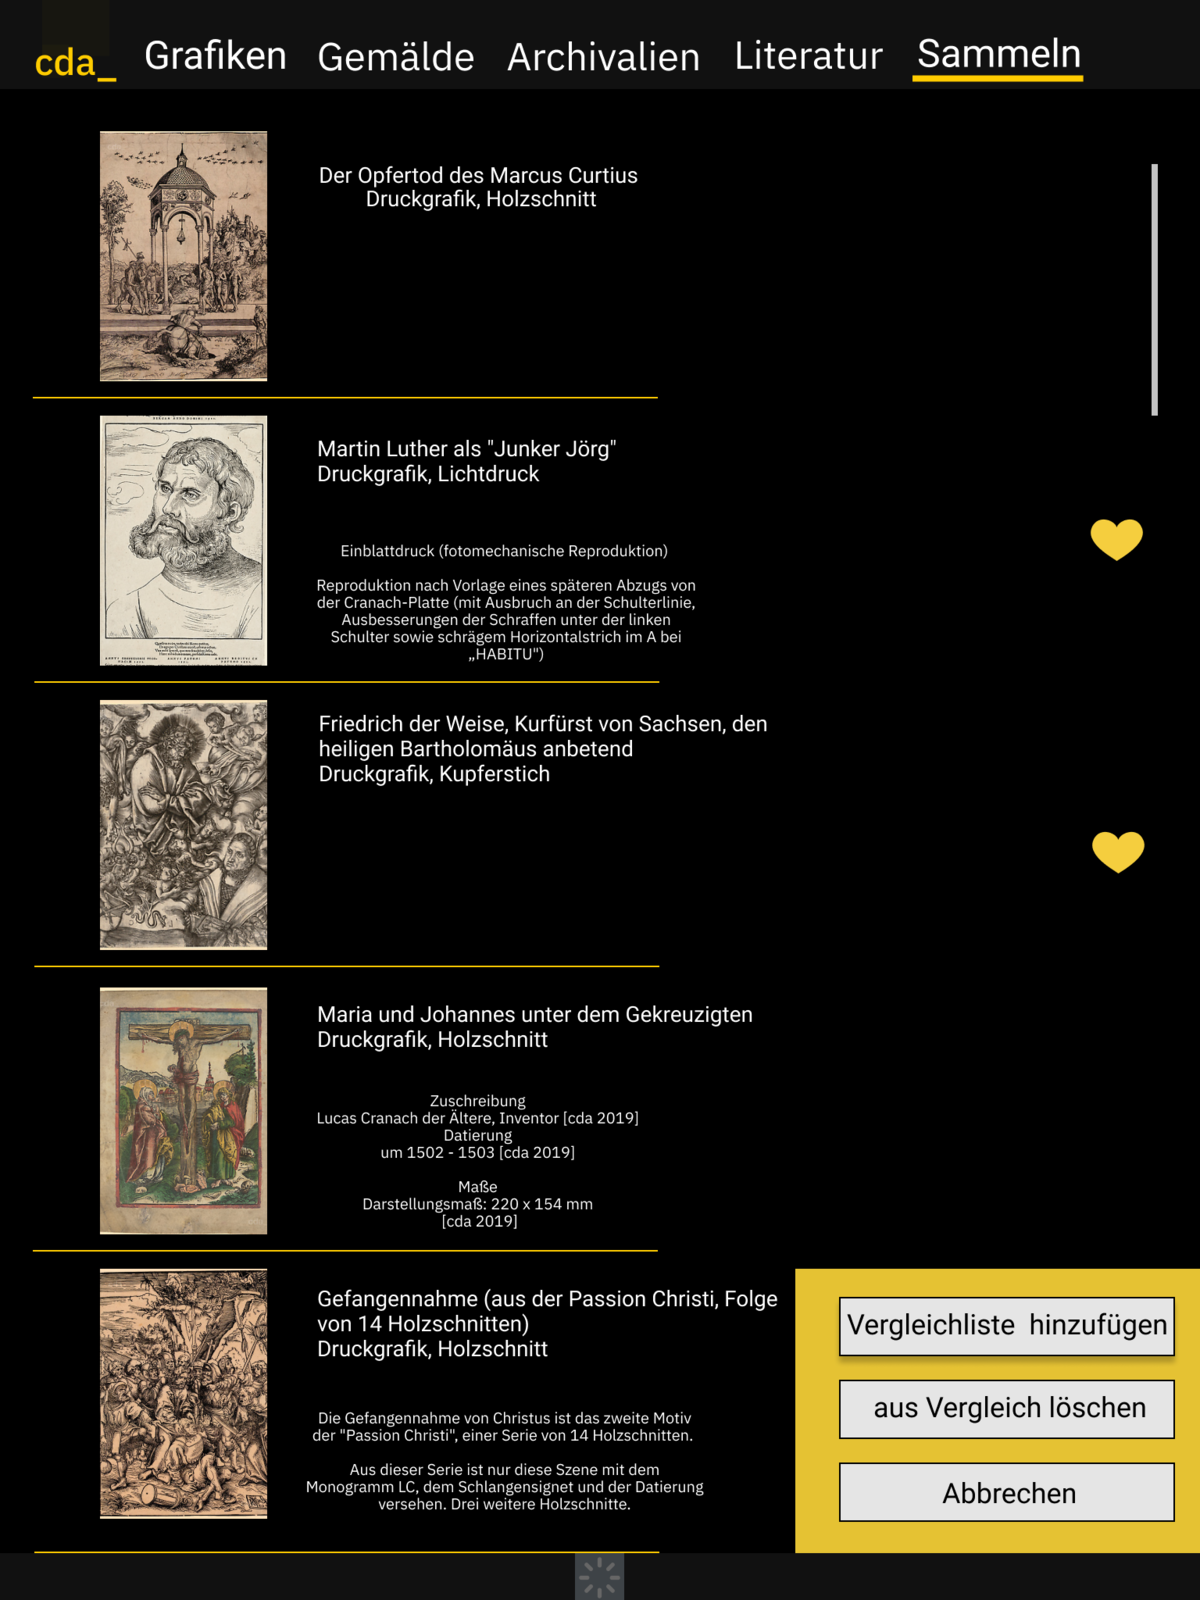 cda_
Grafiken
Gemälde
Archivalien
Literatur
Sammeln
Der Opfertod des Marcus Curtius
Druckgrafik, Holzschnitt
Martin Luther als "Junker Jörg"
Druckgrafik, Lichtdruck
Einblattdruck (fotomechanische Reproduktion)
Reproduktion nach Vorlage eines späteren Abzugs von
der Cranach-Platte (mit Ausbruch an der Schulterlinie,
Ausbesserungen der Schraffen unter der linken
Schulter sowie schrägem Horizontalstrich im A bei
„HABITU")
Friedrich der Weise, Kurfürst von Sachsen, den
heiligen Bartholomäus anbetend
Druckgrafik, Kupferstich
Maria und Johannes unter dem Gekreuzigten
Druckgrafik, Holzschnitt
Zuschreibung
Lucas Cranach der Ältere, Inventor [cda 2019]
Datierung
um 1502 - 1503 [cda 2019]
Maße
Darstellungsmaß: 220 x 154 mm
[cda 2019]
Gefangennahme (aus der Passion Christi, Folge
von 14 Holzschnitten)
Druckgrafik, Holzschnitt
Die Gefangennahme von Christus ist das zweite Motiv
der "Passion Christi", einer Serie von 14 Holzschnitten.
Aus dieser Serie ist nur diese Szene mit dem
Monogramm LC, dem Schlangensignet und der Datierung
versehen. Drei weitere Holzschnitte.
Vergleichliste hinzufügen
aus Vergleich löschen
Abbrechen